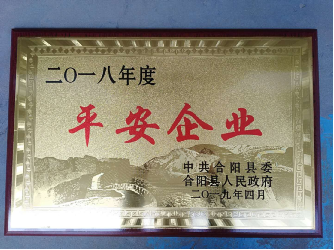 二〇一八年度
平安企业
中共合阳县委
合阳县人民政府
二〇一九年四月